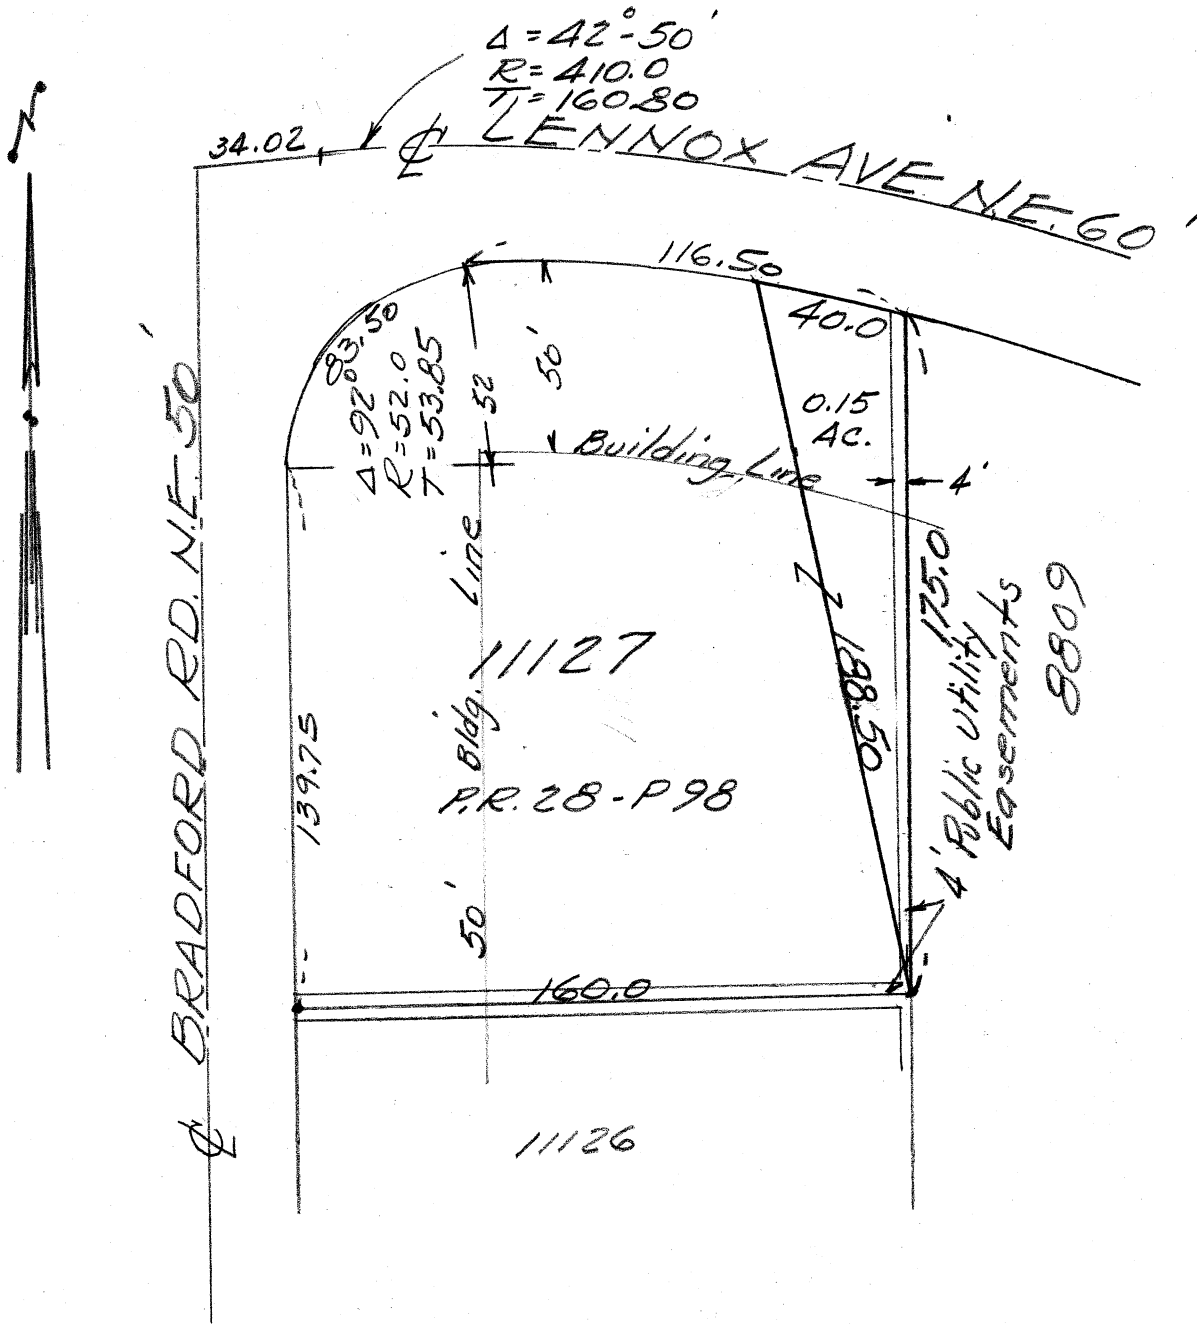 N
Δ = 42°-50'
R = 410.0
T = 160.80
34.02
℄ LENNOX AVE N.E. 60'
116.50
40.0
83.50
Δ = 92°
R = 52.0
T = 53.85
52
50'
0.15
AC.
Building Line
4'
℄ BRADFORD RD. N.E. 50'
50' Bldg. Line
11127
P.R. 28 - P 98
139.75
188.50
175.0
4' Public Utility
Easements
8809
160.0
11126